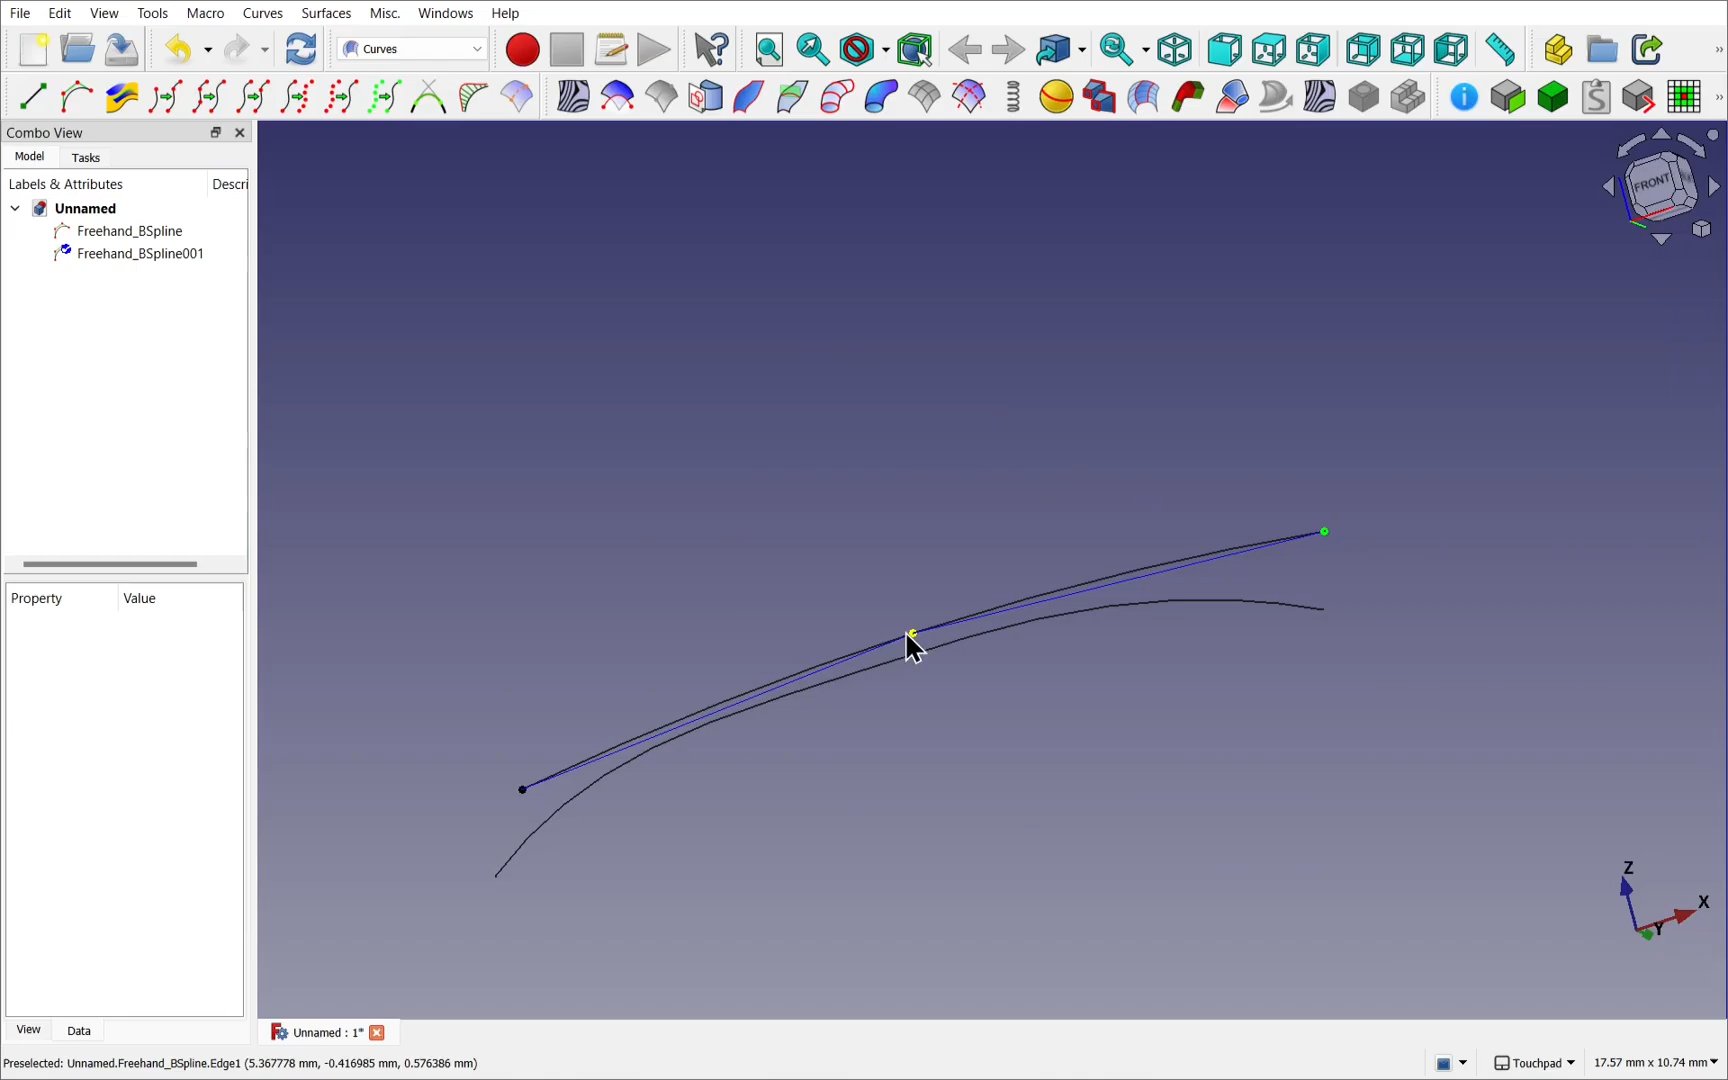 File Edit View Tools Macro Curves Surfaces Misc. Windows Help
Curves
Combo View
Model Tasks
Labels & Attributes Descri
Unnamed
Freehand_BSpline
Freehand_BSpline001
FRONT
Property Value
Z
X
Y
View Data
Unnamed : 1*
Preselected: Unnamed.Freehand_BSpline.Edge1 (5.367778 mm, -0.416985 mm, 0.576386 mm)
Touchpad
17.57 mm x 10.74 mm